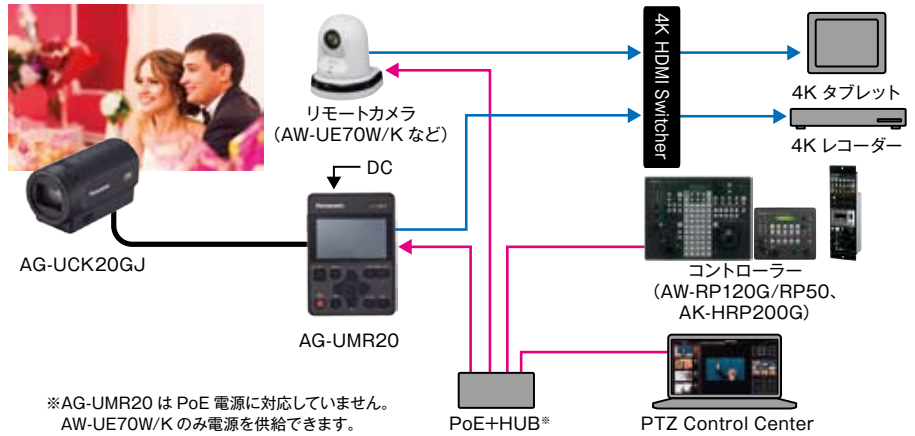 リモートカメラ
(AW-UE70W/K など)
4K HDMI Switcher
4K タブレット
4K レコーダー
DC
Panasonic
AG-UCK20GJ
AG-UMR20
コントローラー
(AW-RP120G/RP50、
AK-HRP200G)
※AG-UMR20 は PoE 電源に対応していません。
AW-UE70W/K のみ電源を供給できます。
PoE+HUB※
PTZ Control Center